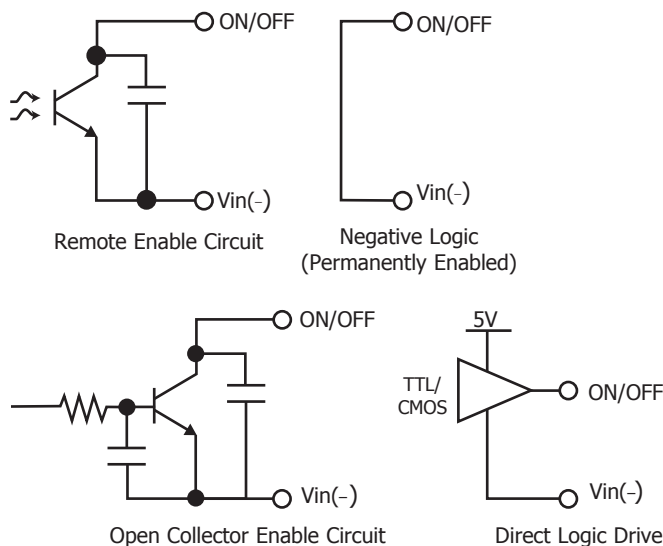 ON/OFF
Vin(–)
Remote Enable Circuit
ON/OFF
Vin(–)
Negative Logic
(Permanently Enabled)
ON/OFF
Vin(–)
Open Collector Enable Circuit
5V
TTL/
CMOS
ON/OFF
Vin(–)
Direct Logic Drive